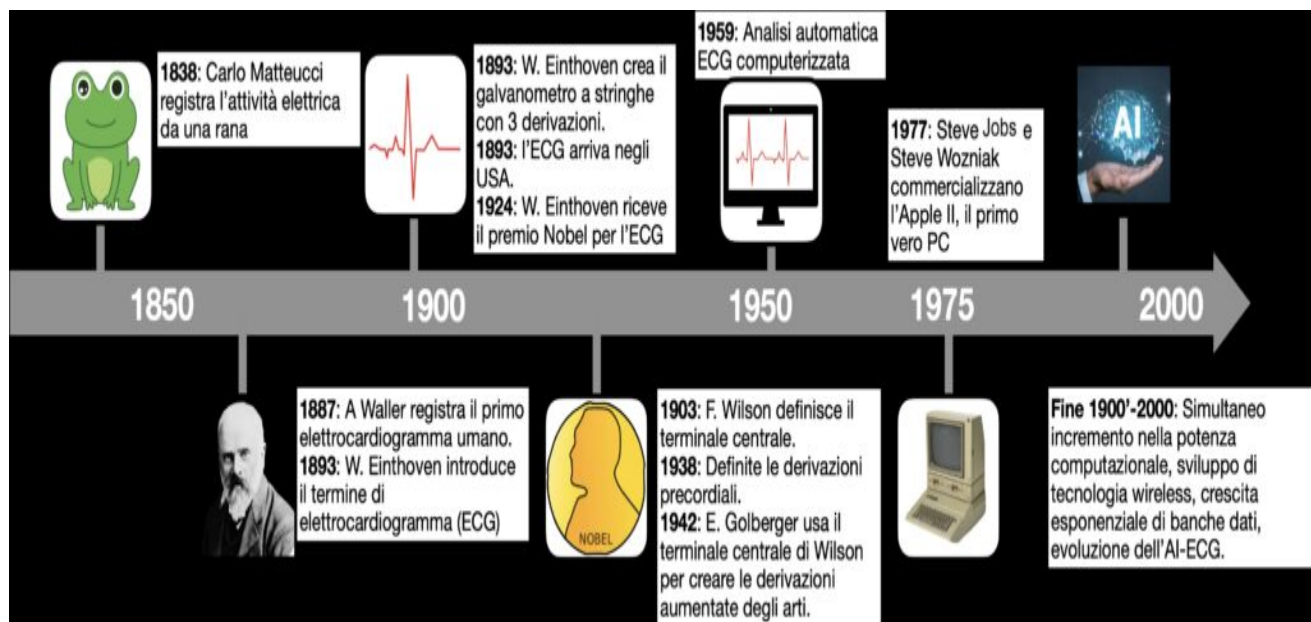 1838: Carlo Matteucci
registra l'attività elettrica
da una rana
1893: W. Einthoven crea il
galvanometro a stringhe
con 3 derivazioni.
1893: l'ECG arriva negli
USA.
1924: W. Einthoven riceve
il premio Nobel per l'ECG
1959: Analisi automatica
ECG computerizzata
1977: Steve Jobs e
Steve Wozniak
commercializzano
l'Apple II, il primo
vero PC
AI
1850
1900
1950
1975
2000
1887: A Waller registra il primo
elettrocardiogramma umano.
1893: W. Einthoven introduce
il termine di
elettrocardiogramma (ECG)
NOBEL
1903: F. Wilson definisce il
terminale centrale.
1938: Definite le derivazioni
precordiali.
1942: E. Golberger usa il
terminale centrale di Wilson
per creare le derivazioni
aumentate degli arti.
Fine 1900'-2000: Simultaneo
incremento nella potenza
computazionale, sviluppo di
tecnologia wireless, crescita
esponenziale di banche dati,
evoluzione dell'AI-ECG.